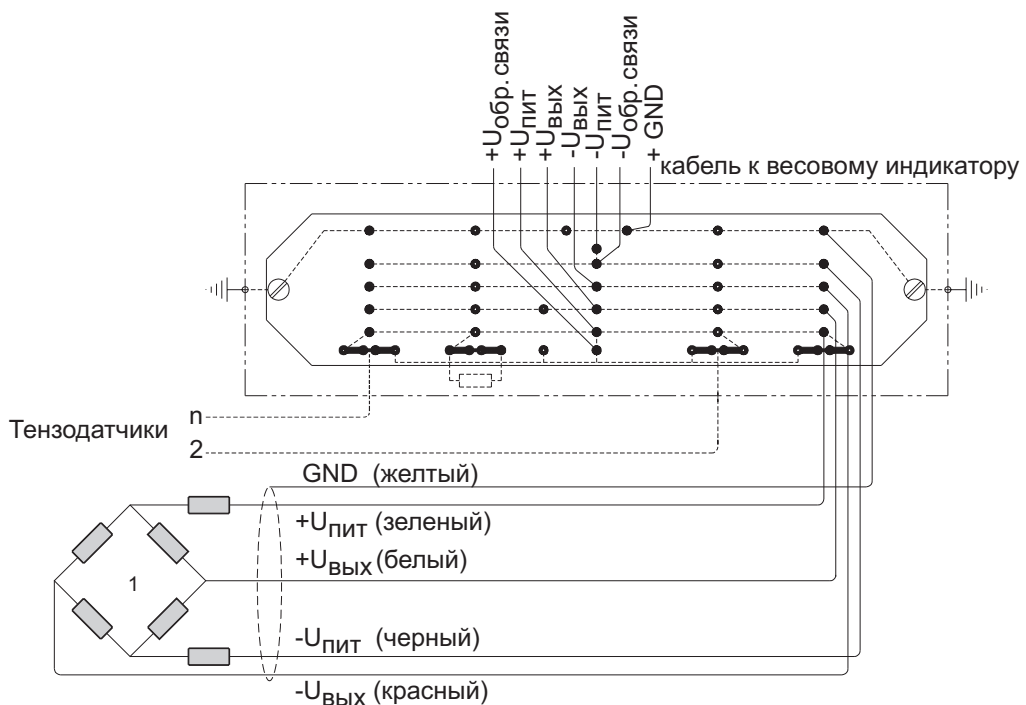 +Uобр. связи
+Uпит
+Uвых
-Uвых
-Uпит
-Uобр. связи
+ GND
кабель к весовому индикатору
Тензодатчики
n
2
GND (желтый)
+Uпит (зеленый)
+Uвых (белый)
1
-Uпит (черный)
-Uвых (красный)